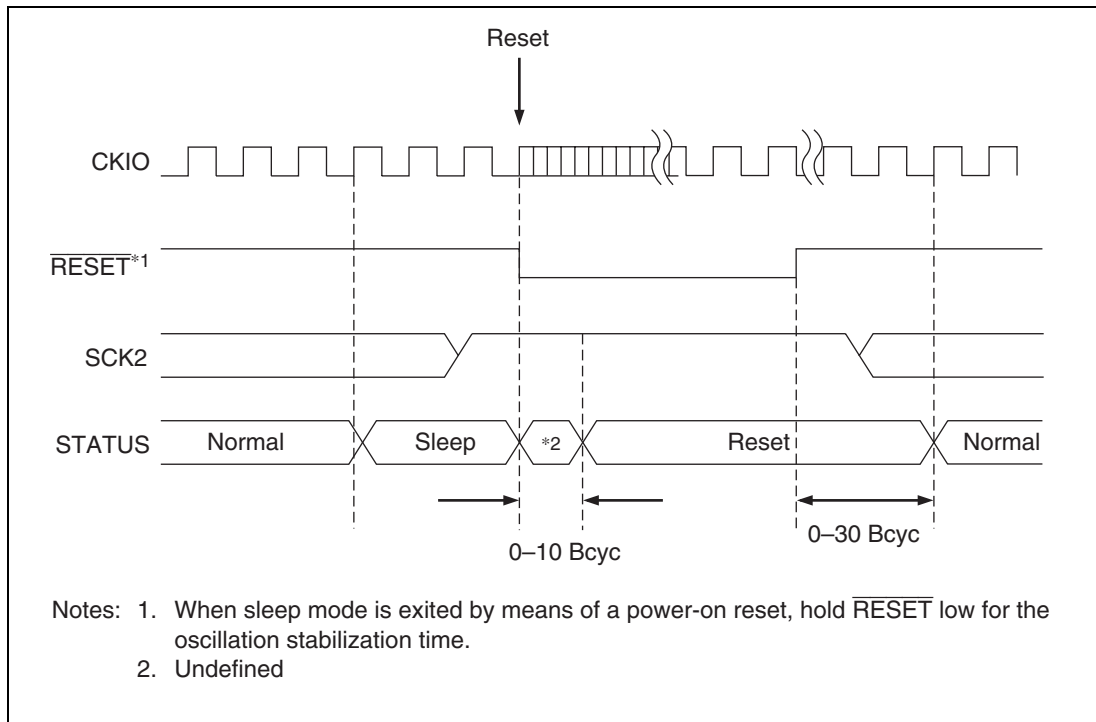 Reset
CKIO
RESET*1
SCK2
STATUS Normal Sleep *2 Reset Normal
0–10 Bcyc
0–30 Bcyc
Notes: 1. When sleep mode is exited by means of a power-on reset, hold RESET low for the
oscillation stabilization time.
2. Undefined